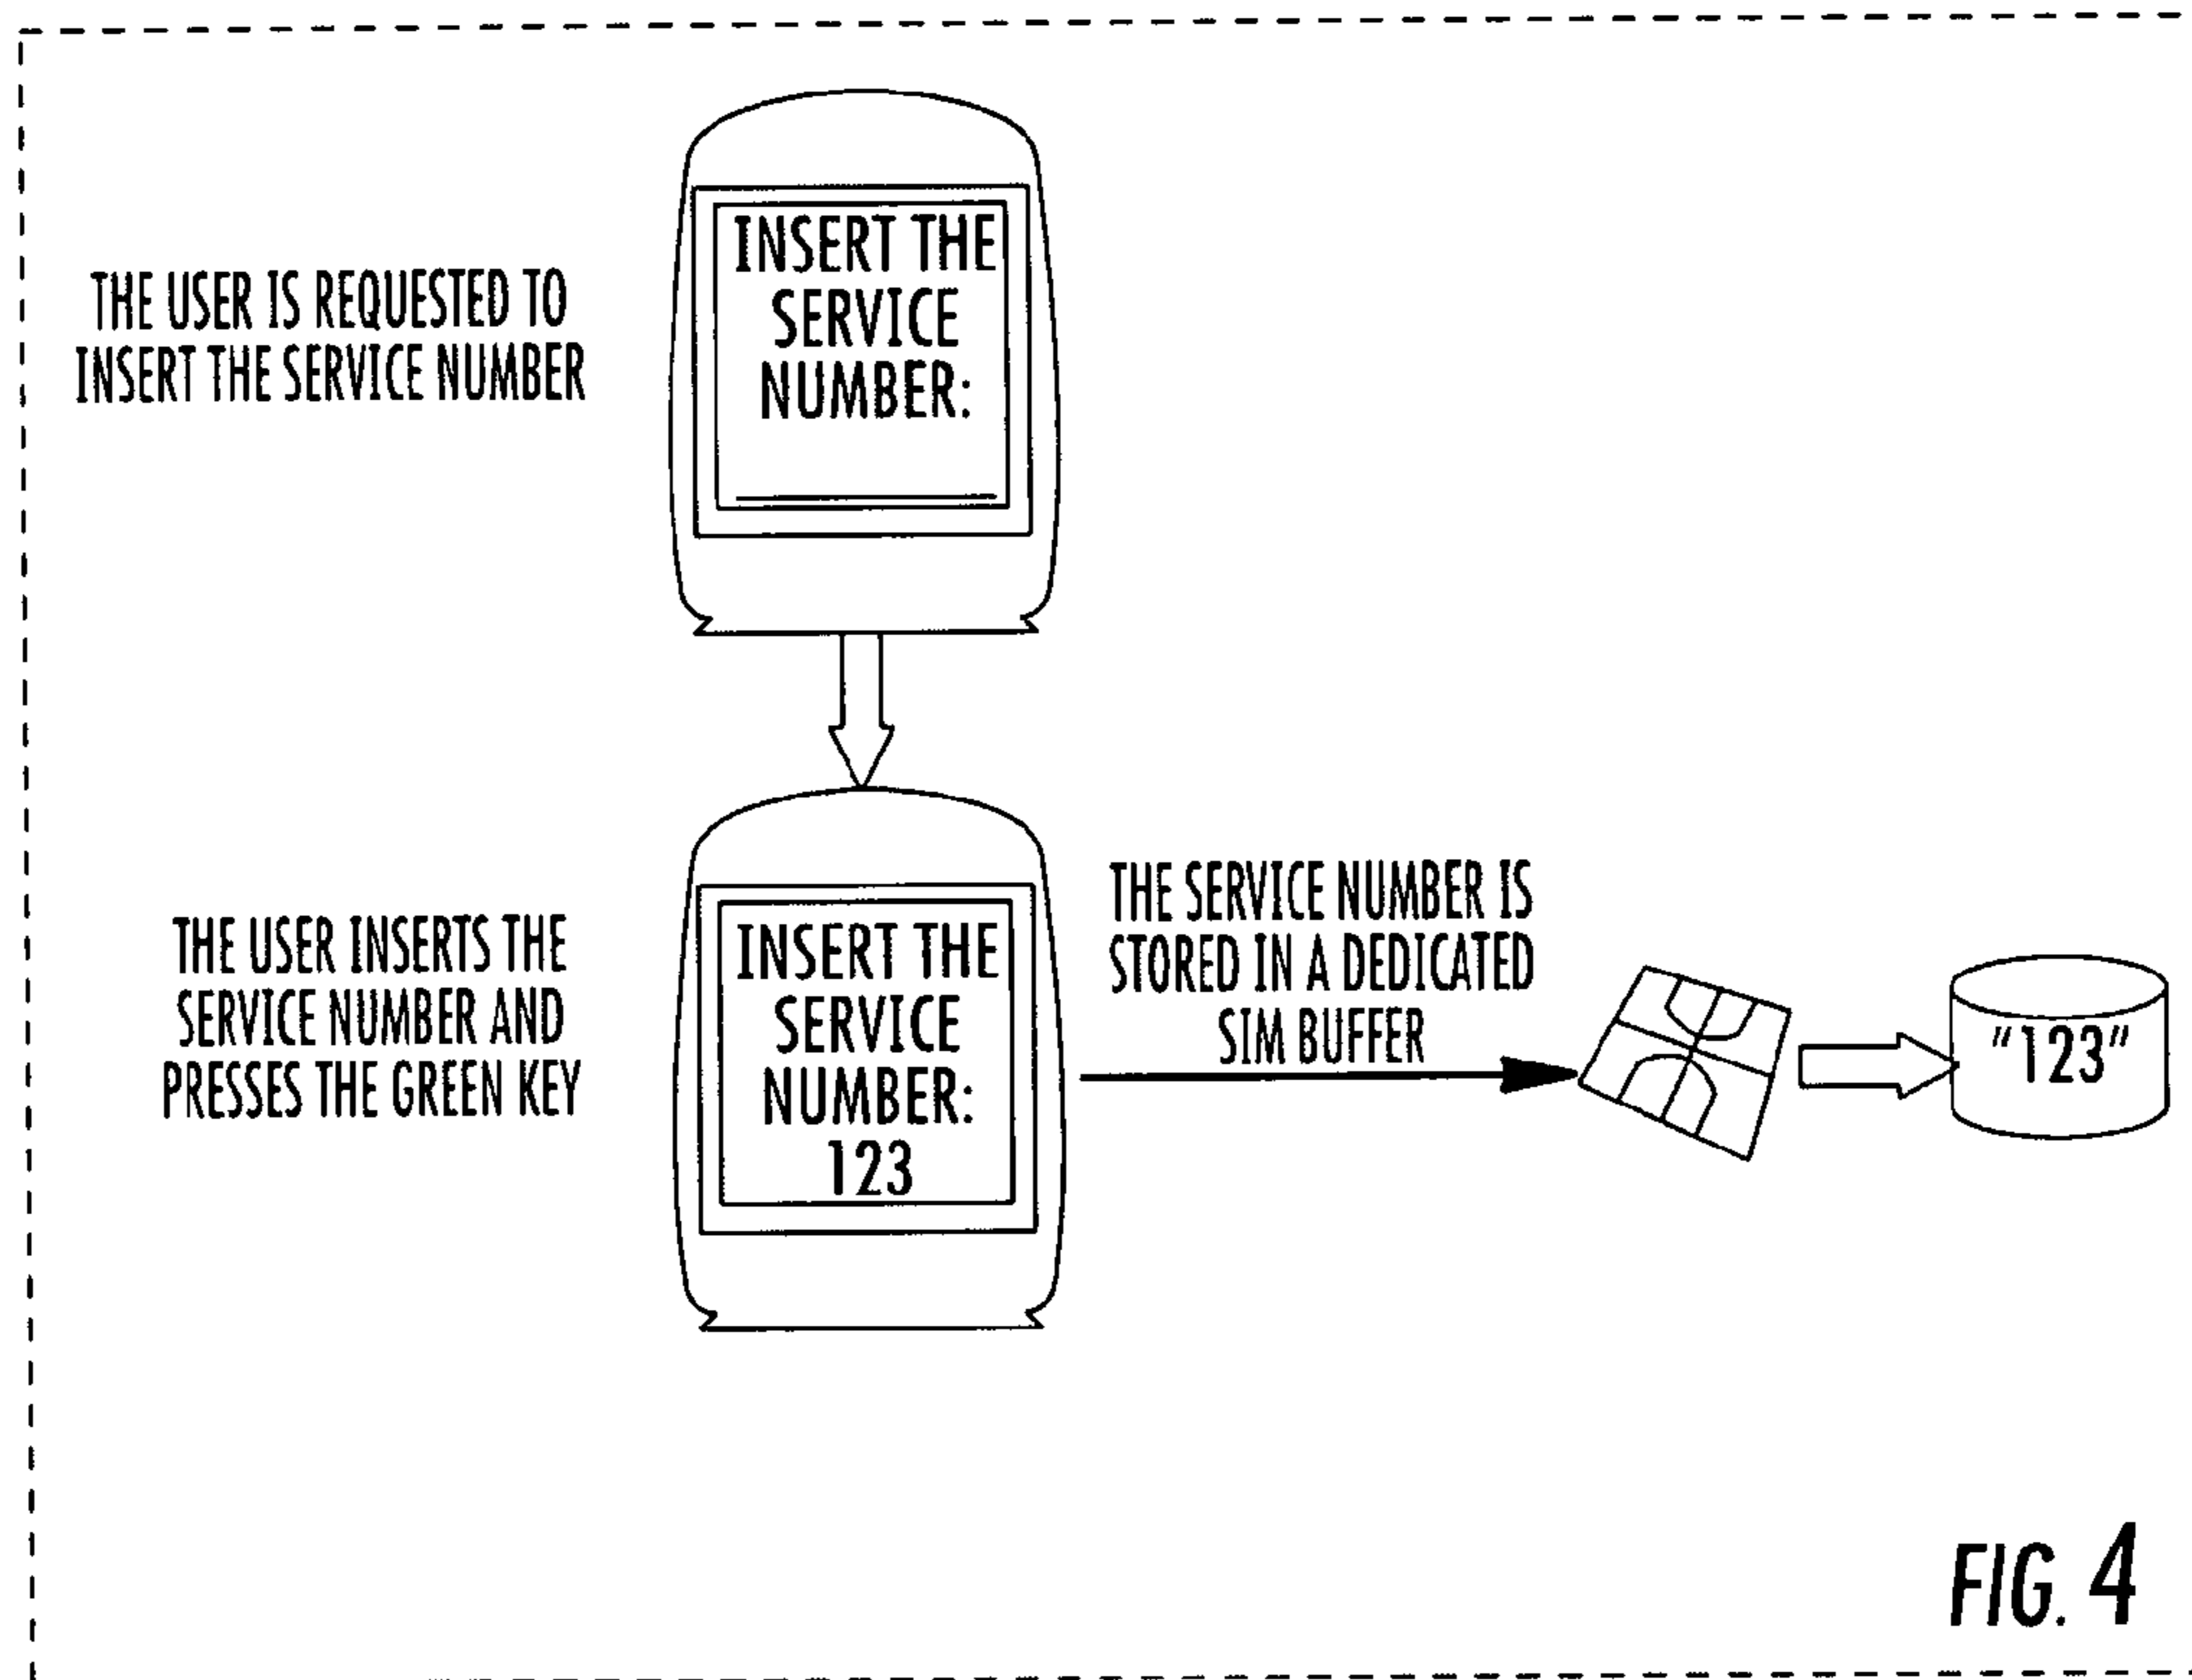 THE USER IS REQUESTED TO
INSERT THE SERVICE NUMBER
INSERT THE
SERVICE
NUMBER:
THE USER INSERTS THE
SERVICE NUMBER AND
PRESSES THE GREEN KEY
INSERT THE
SERVICE
NUMBER:
123
THE SERVICE NUMBER IS
STORED IN A DEDICATED
SIM BUFFER
"123"
FIG. 4